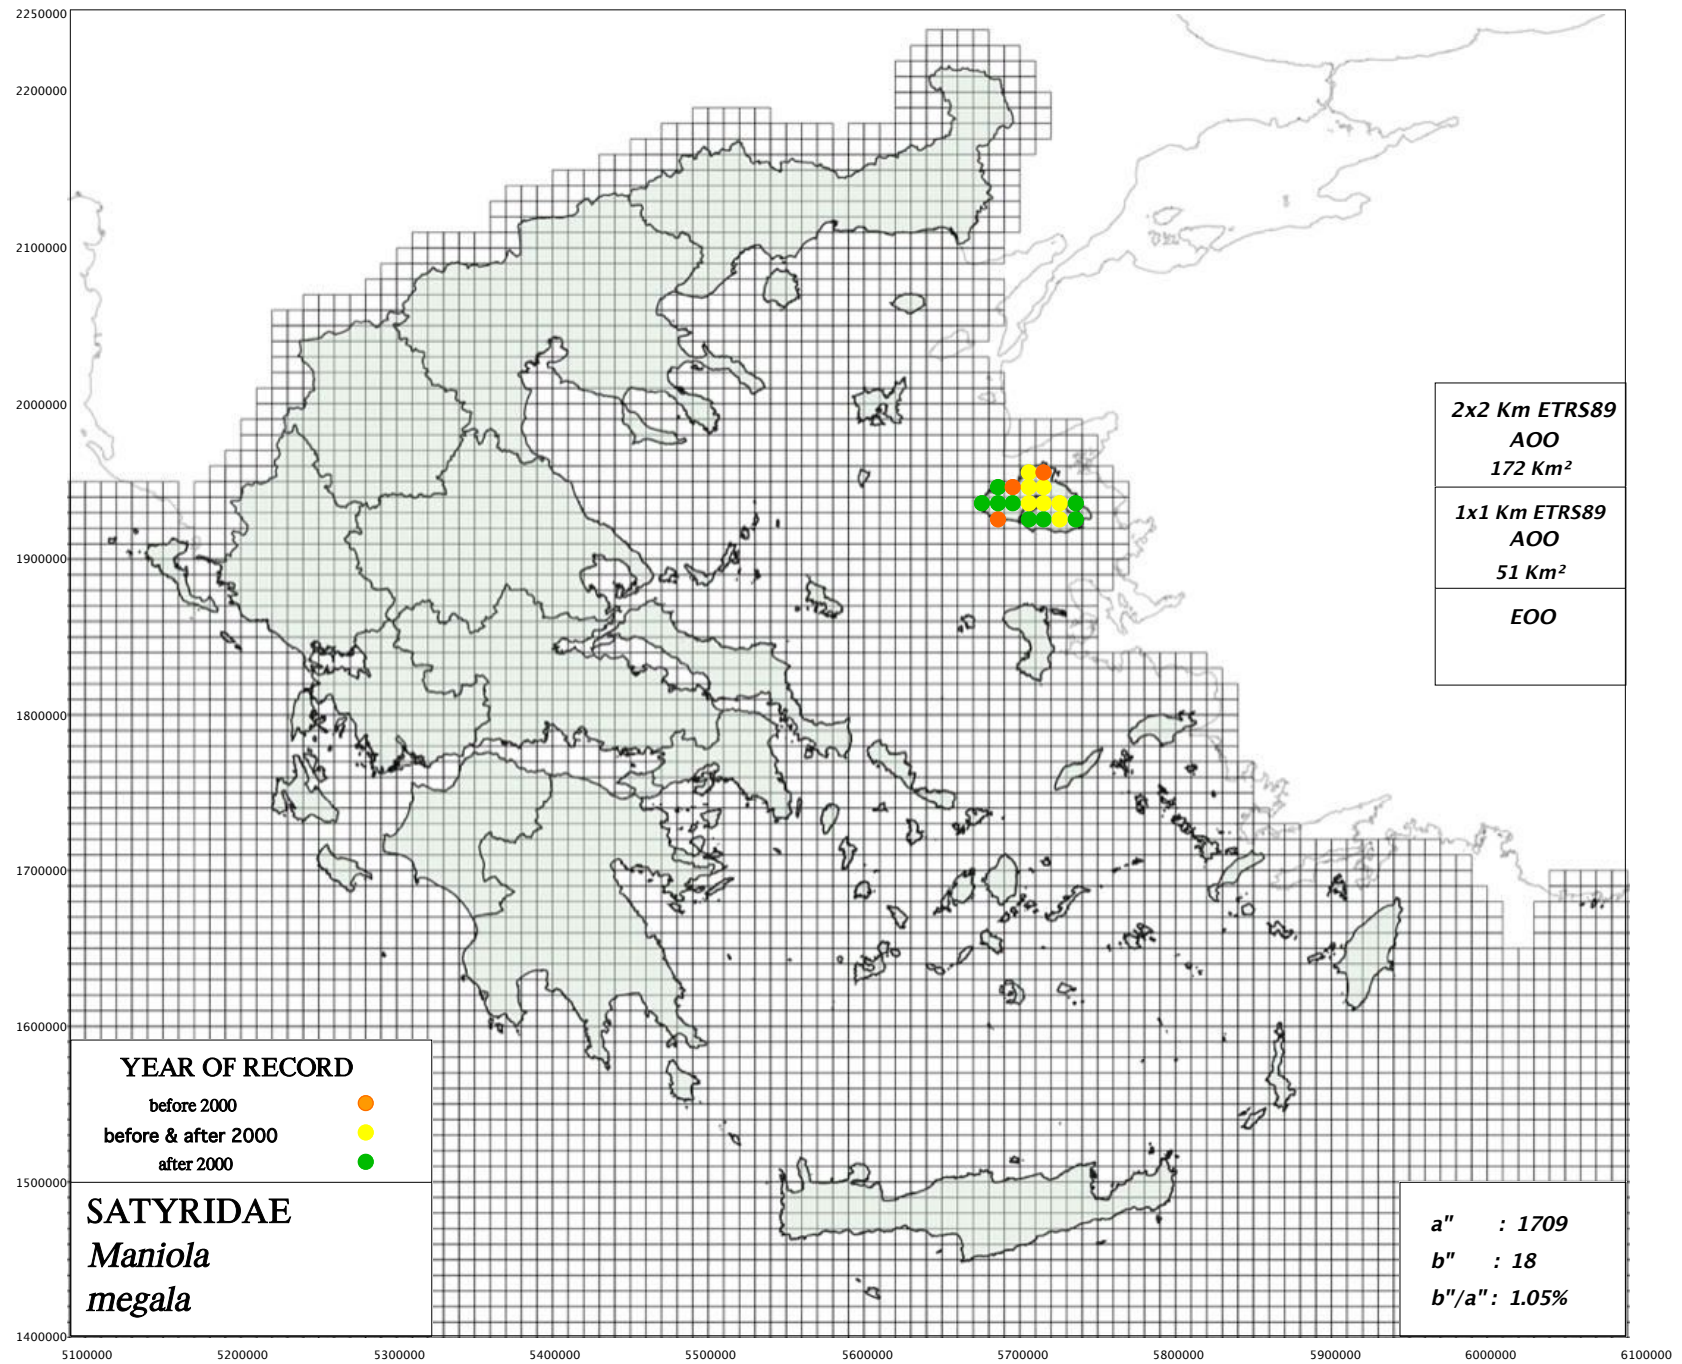 2250000
2200000
2100000
2000000
1900000
1800000
1700000
1600000
1500000
1400000
2x2 Km ETRS89
AOO
172 Km²
1x1 Km ETRS89
AOO
51 Km²
EOO
YEAR OF RECORD
before 2000
before & after 2000
after 2000
SATYRIDAE
Maniola
megala
a" : 1709
b" : 18
b"/a" : 1.05%
5100000 5200000 5300000 5400000 5500000 5600000 5700000 5800000 5900000 6000000 6100000